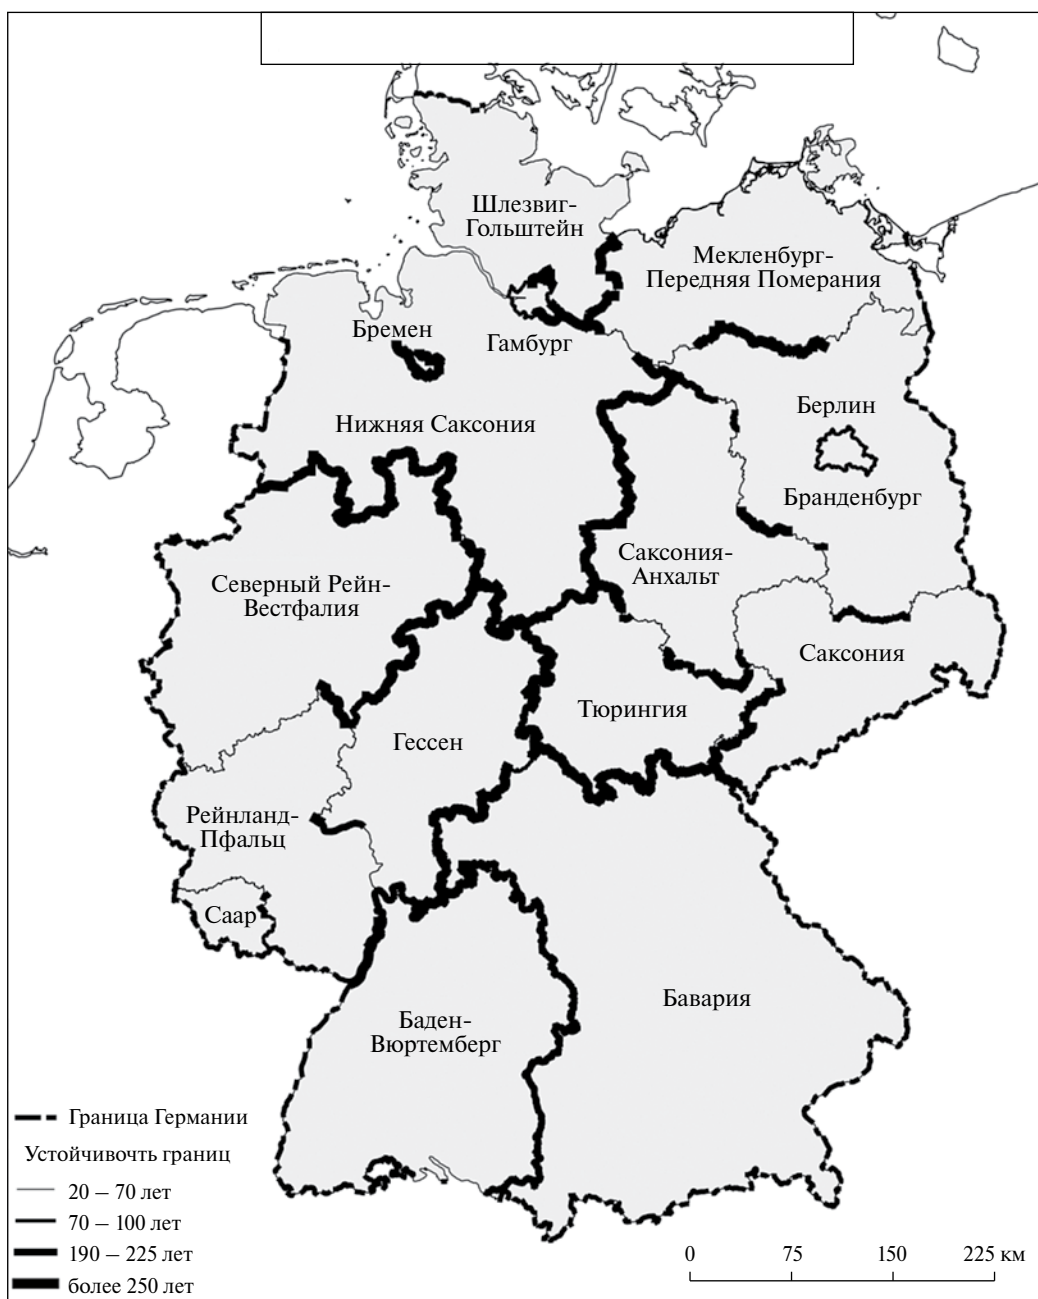 Шлезвиг-
Гольштейн
Мекленбург-
Передняя Померания
Бремен
Гамбург
Берлин
Нижняя Саксония
Бранденбург
Саксония-
Анхальт
Северный Рейн-
Вестфалия
Саксония
Тюрингия
Гессен
Рейнланд-
Пфальц
Саар
Бавария
Баден-
Вюртемберг
Граница Германии
Устойчивочть границ
20 – 70 лет
70 – 100 лет
190 – 225 лет
более 250 лет
0 75 150 225 км